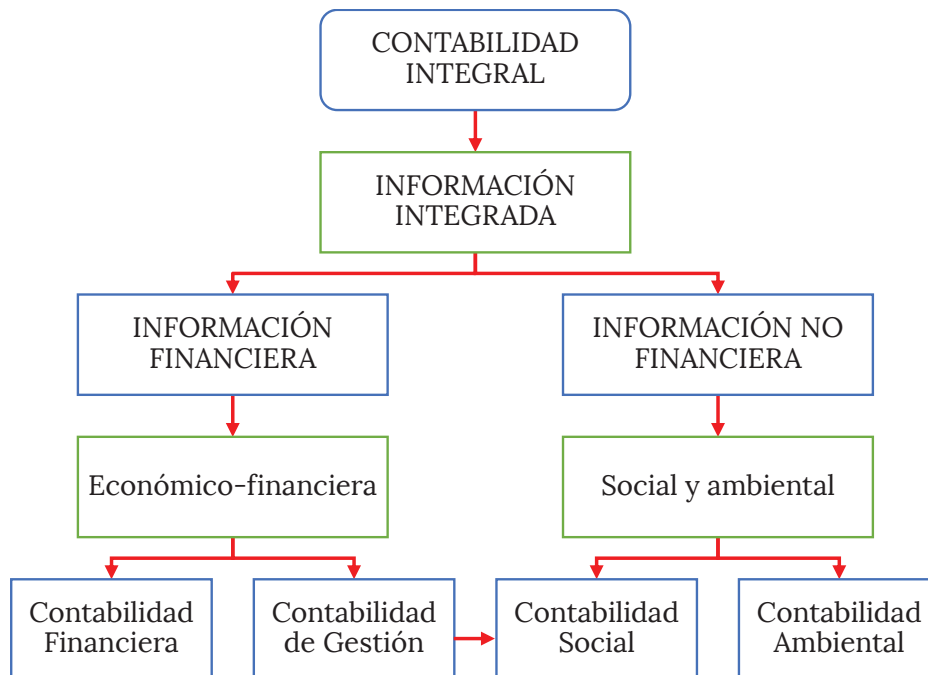 CONTABILIDAD
INTEGRAL
INFORMACIÓN
INTEGRADA
INFORMACIÓN
FINANCIERA
INFORMACIÓN NO
FINANCIERA
Económico-financiera
Social y ambiental
Contabilidad
Financiera
Contabilidad
de Gestión
Contabilidad
Social
Contabilidad
Ambiental